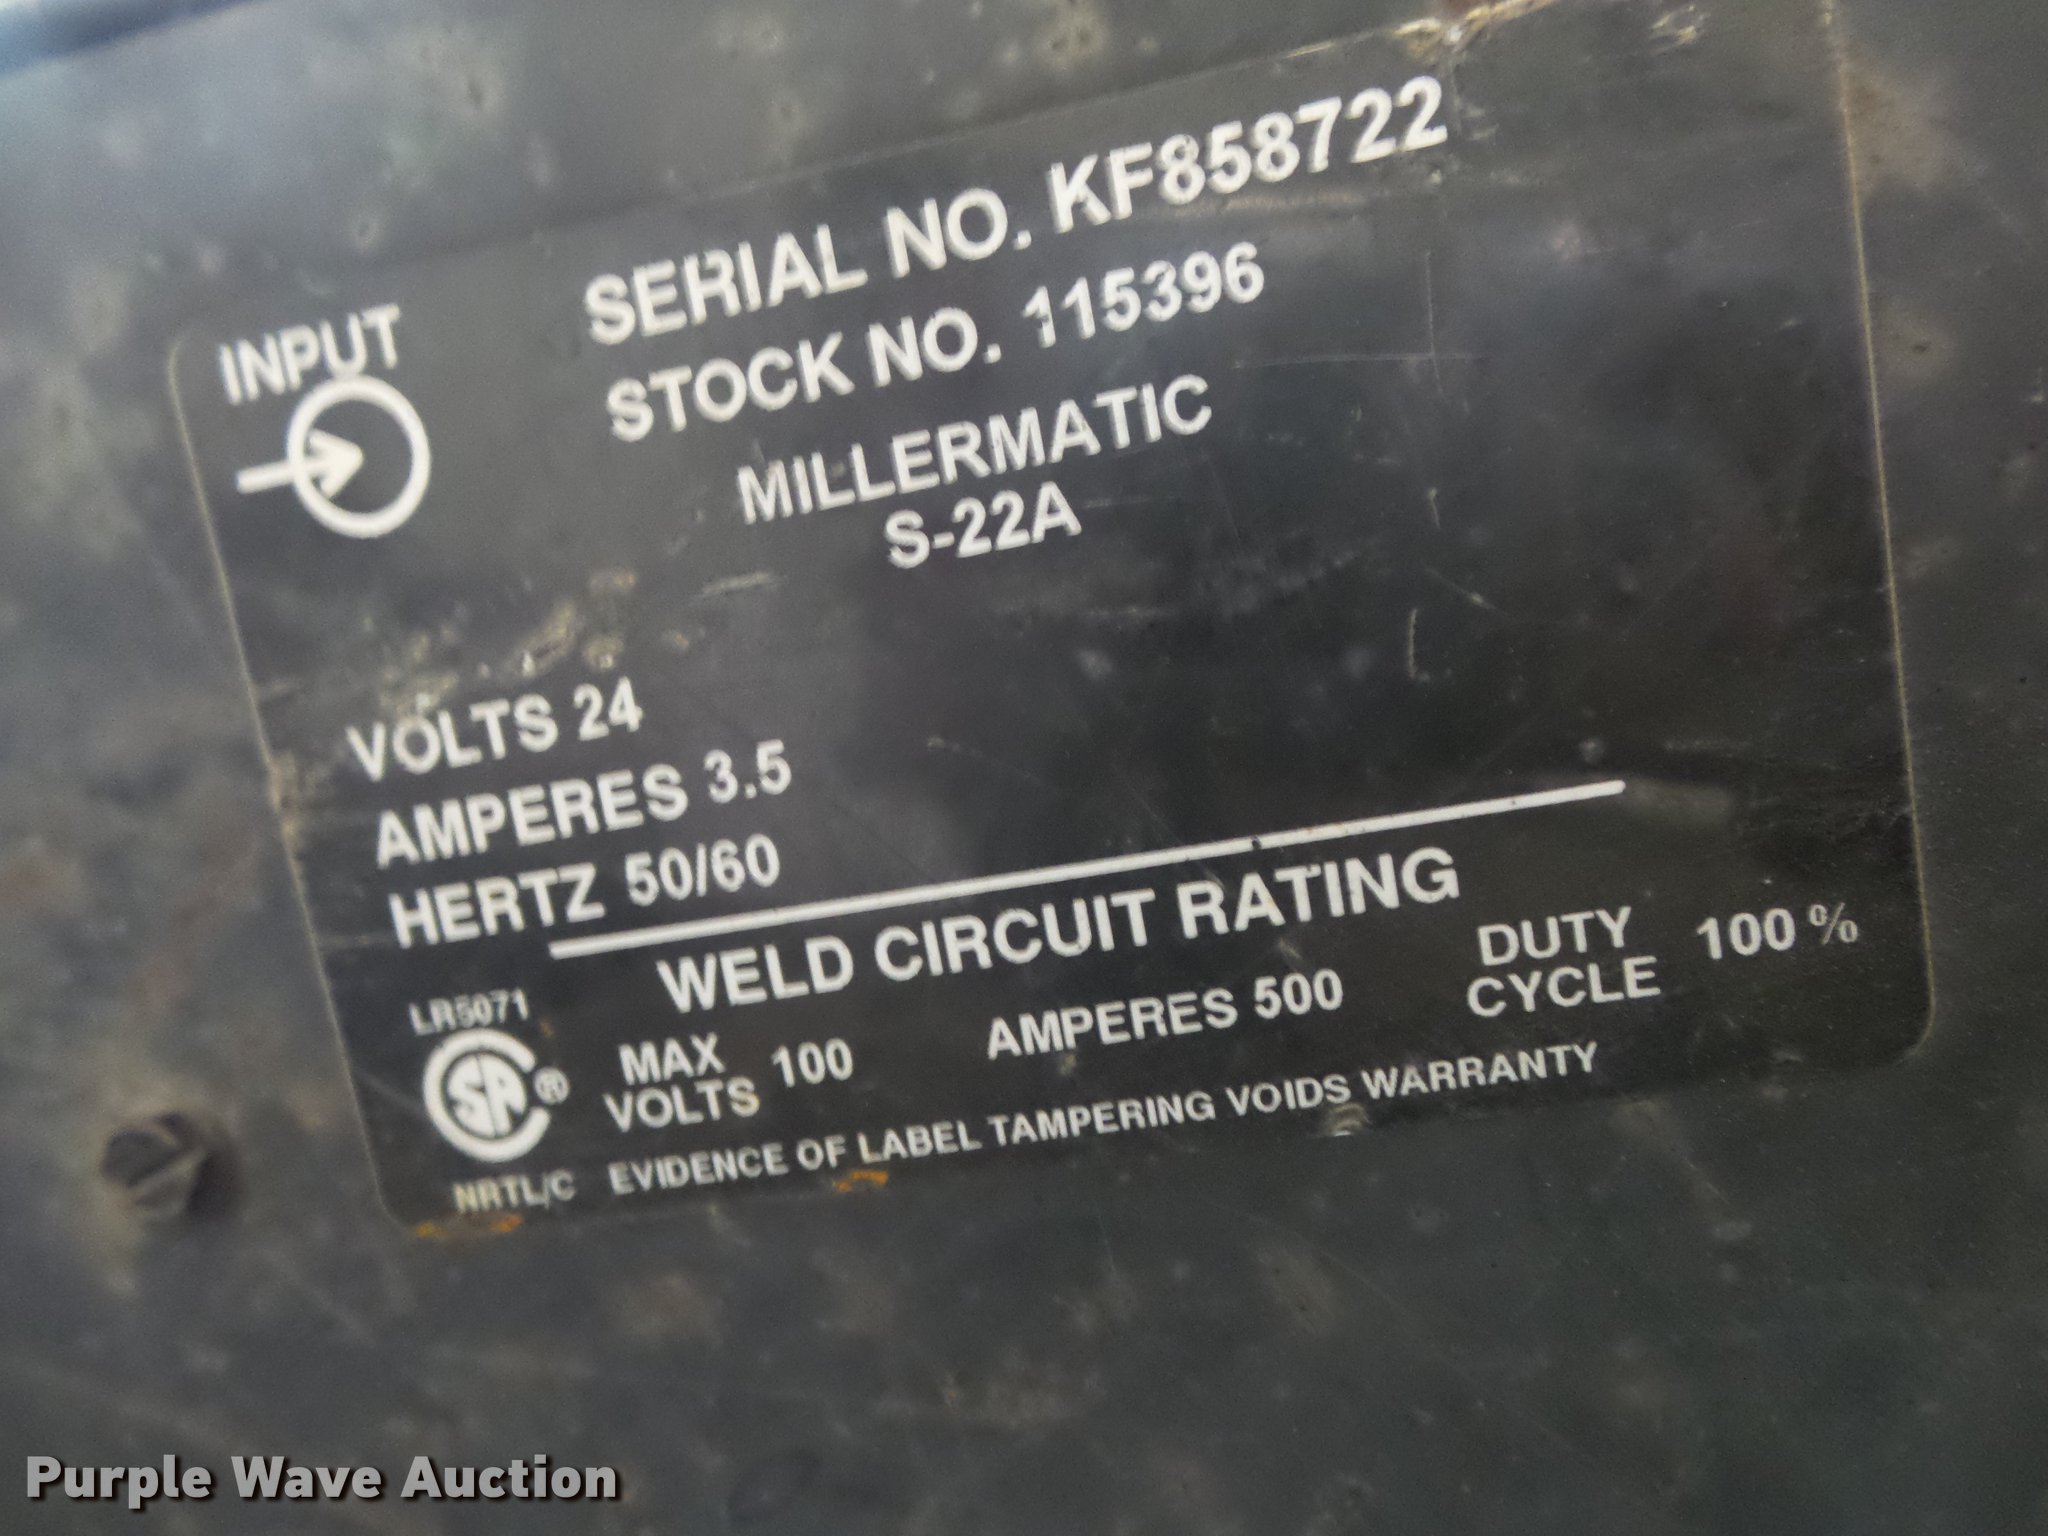 SERIAL NO. KF858722
STOCK NO. 115396
INPUT
MILLERMATIC
S-22A
VOLTS 24
AMPERES 3.5
HERTZ 50/60
WELD CIRCUIT RATING
LR5071
MAX VOLTS 100 AMPERES 500 DUTY CYCLE 100 %
NRTL/C EVIDENCE OF LABEL TAMPERING VOIDS WARRANTY
Purple Wave Auction